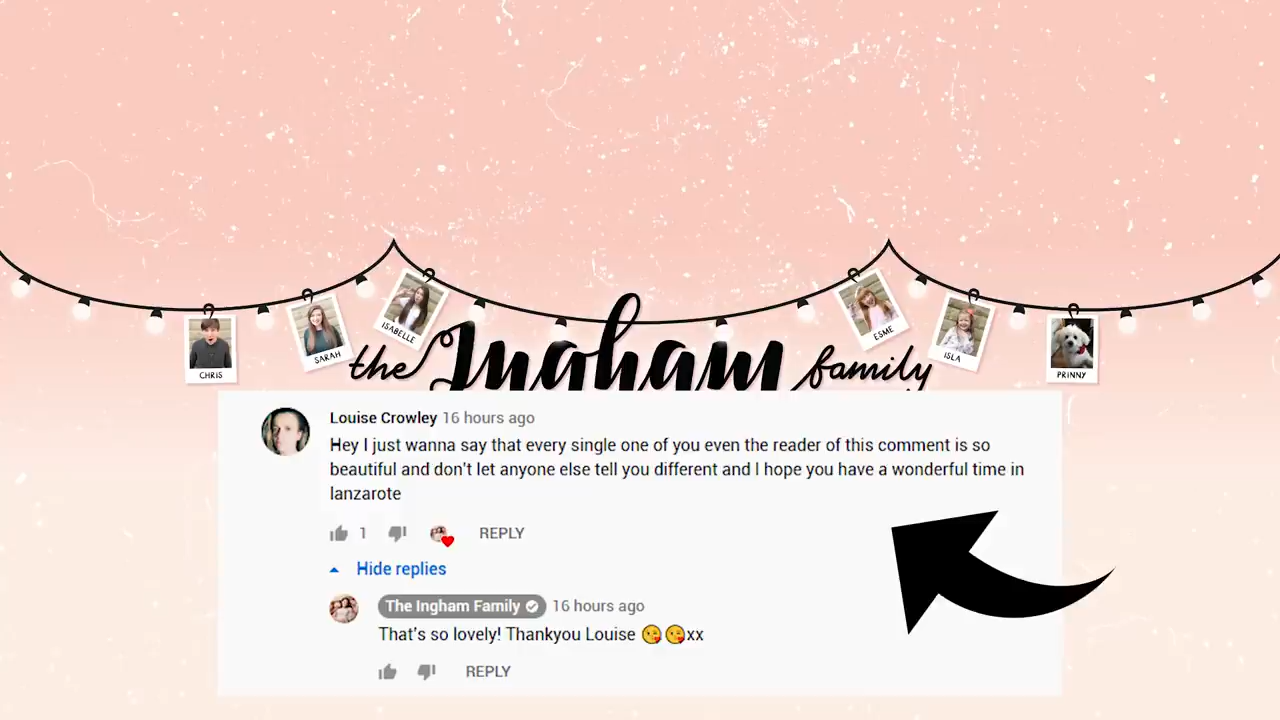 CHRIS
SARAH
ISABELLE
the Ingham family
ESME
ISLA
PRINNY
Louise Crowley 16 hours ago
Hey I just wanna say that every single one of you even the reader of this comment is so
beautiful and don't let anyone else tell you different and I hope you have a wonderful time in
lanzarote
1 REPLY
Hide replies
The Ingham Family 16 hours ago
That's so lovely! Thankyou Louise 😘😘xx
REPLY